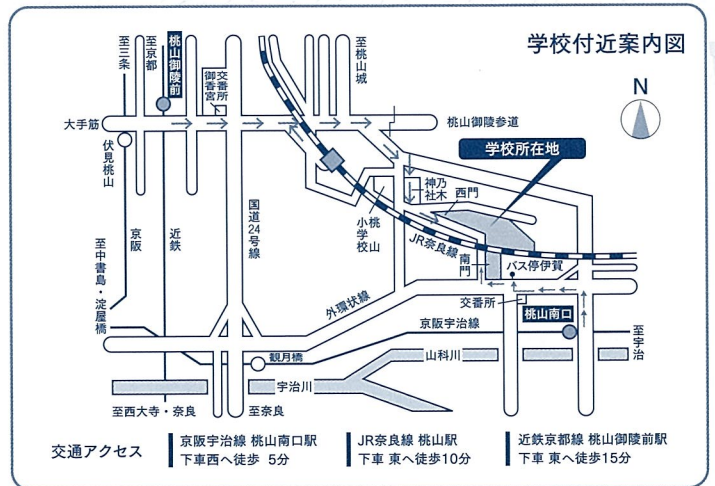 学校付近案内図
N
至三条
至京都
桃山御陵前
御香宮
交番所
至桃山城
大手筋
桃山御陵参道
伏見桃山
学校所在地
乃木
神社
西門
桃山
小学校
国道24号線
京阪
近鉄
JR奈良線
南門
バス停伊賀
至中書島・淀屋橋
外環状線
交番所
桃山南口
京阪宇治線
至宇治
観月橋
山科川
宇治川
至西大寺・奈良
至奈良
交通アクセス
京阪宇治線 桃山南口駅
下車西へ徒歩 5分
JR奈良線 桃山駅
下車 東へ徒歩10分
近鉄京都線 桃山御陵前駅
下車 東へ徒歩15分